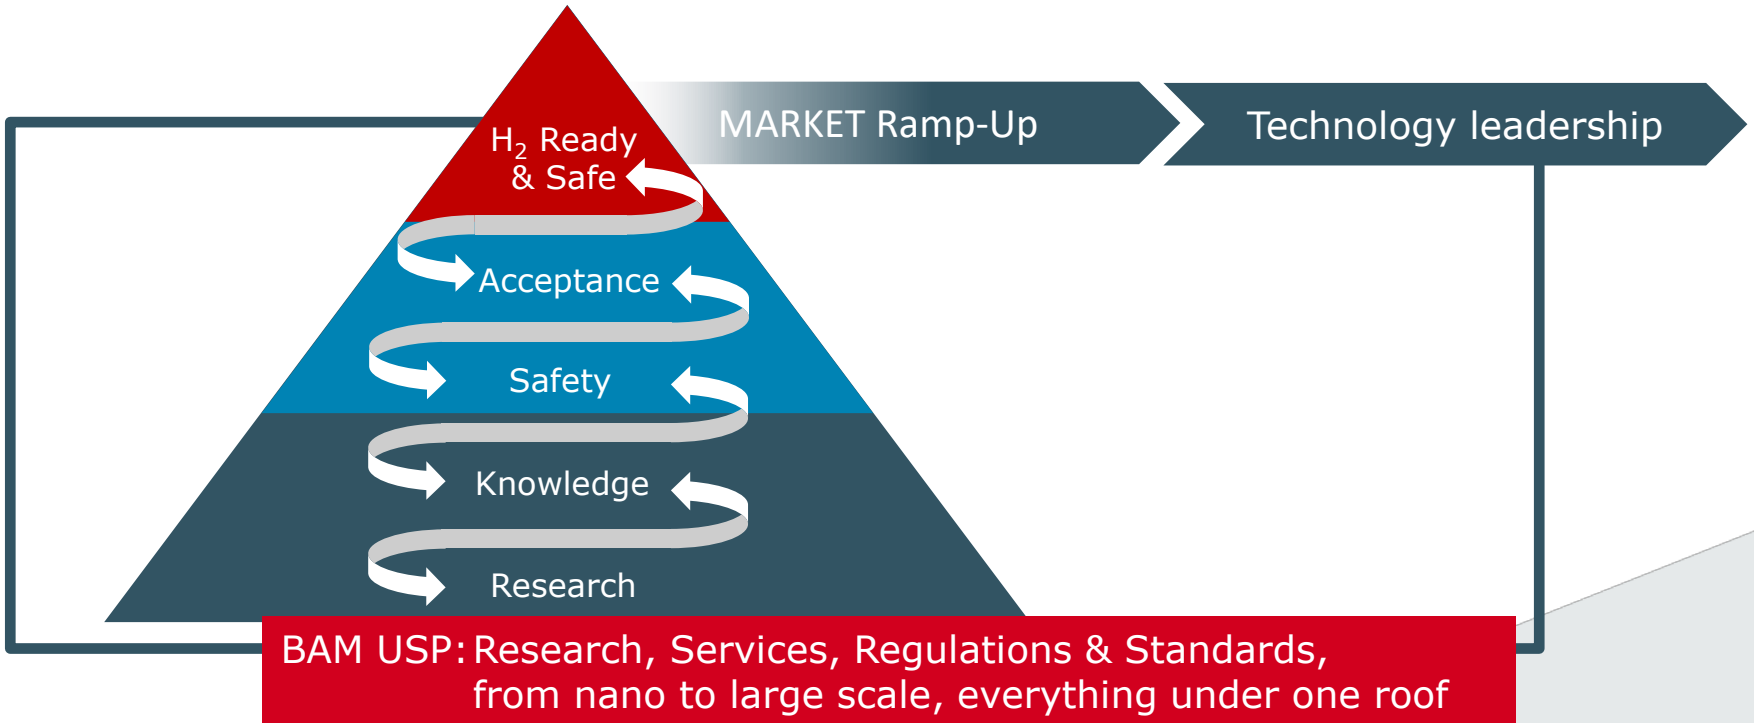 H₂ Ready
& Safe
MARKET Ramp-Up
Technology leadership
Acceptance
Safety
Knowledge
Research
BAM USP: Research, Services, Regulations & Standards,
from nano to large scale, everything under one roof